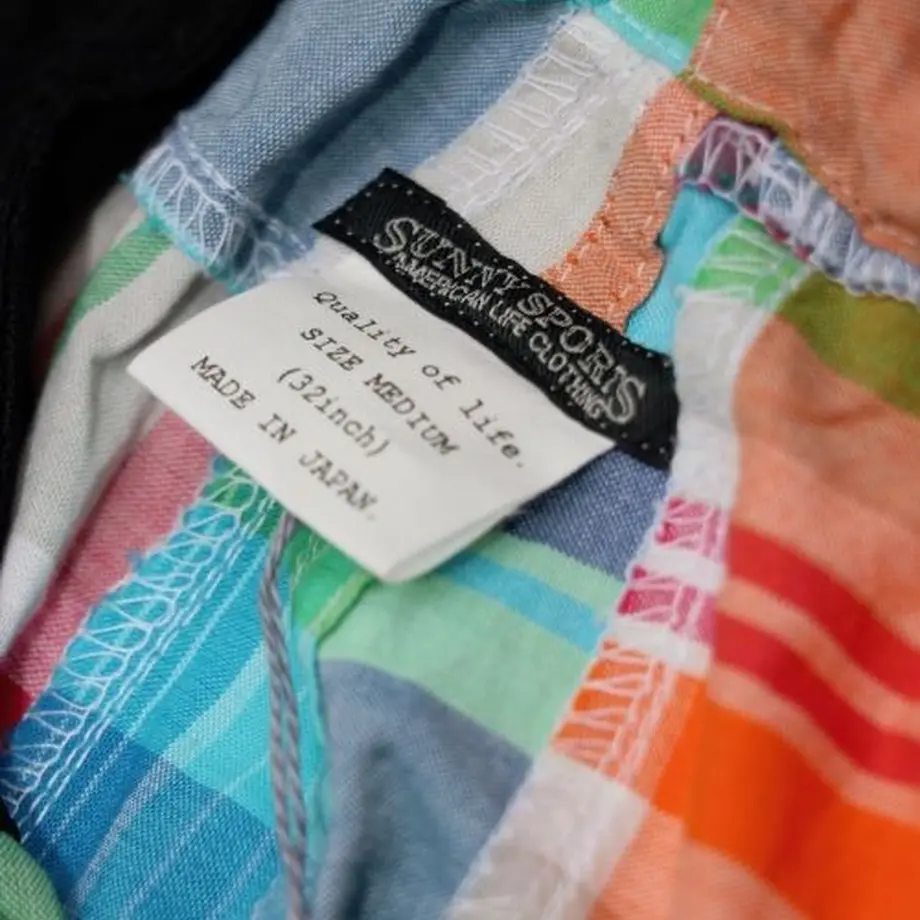 SUNNY SPORTS
AMERICAN LIFE CLOTHING
Quality of life.
SIZE MEDIUM
(32inch)
MADE IN JAPAN.